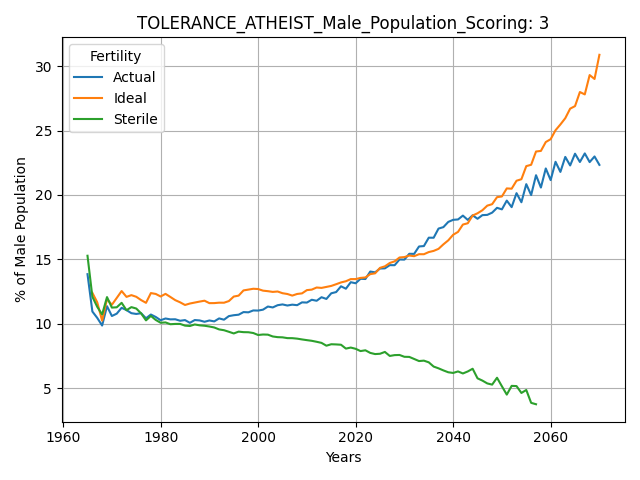 TOLERANCE_ATHEIST_Male_Population_Scoring: 3
Fertility
Actual
Ideal
Sterile
% of Male Population
30
25
20
15
10
5
1960 1980 2000 2020 2040 2060
Years